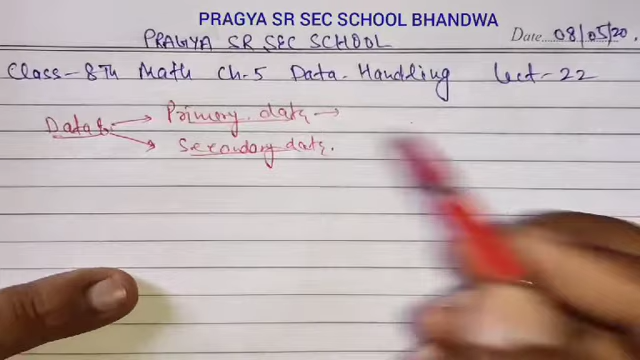 PRAGYA SR SEC SCHOOL BHANDWA
PRAGYA SR SEC SCHOOL Date 08/05/20.
Class-8th Math Ch-5 Data-Handling Lect-22
Data → Primary data →
→ Secondary data.